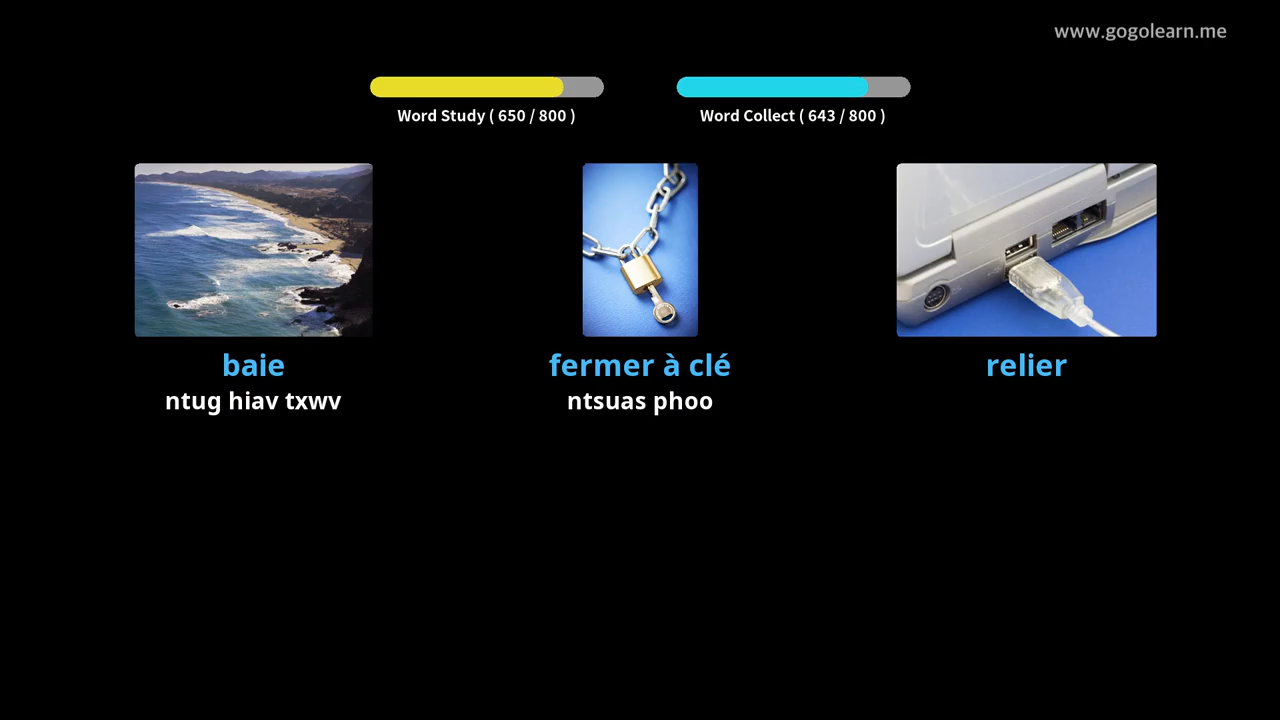 www.gogolearn.me
Word Study ( 650 / 800 )
Word Collect ( 643 / 800 )
baie
ntug hiav txwv
fermer à clé
ntsuas phoo
relier